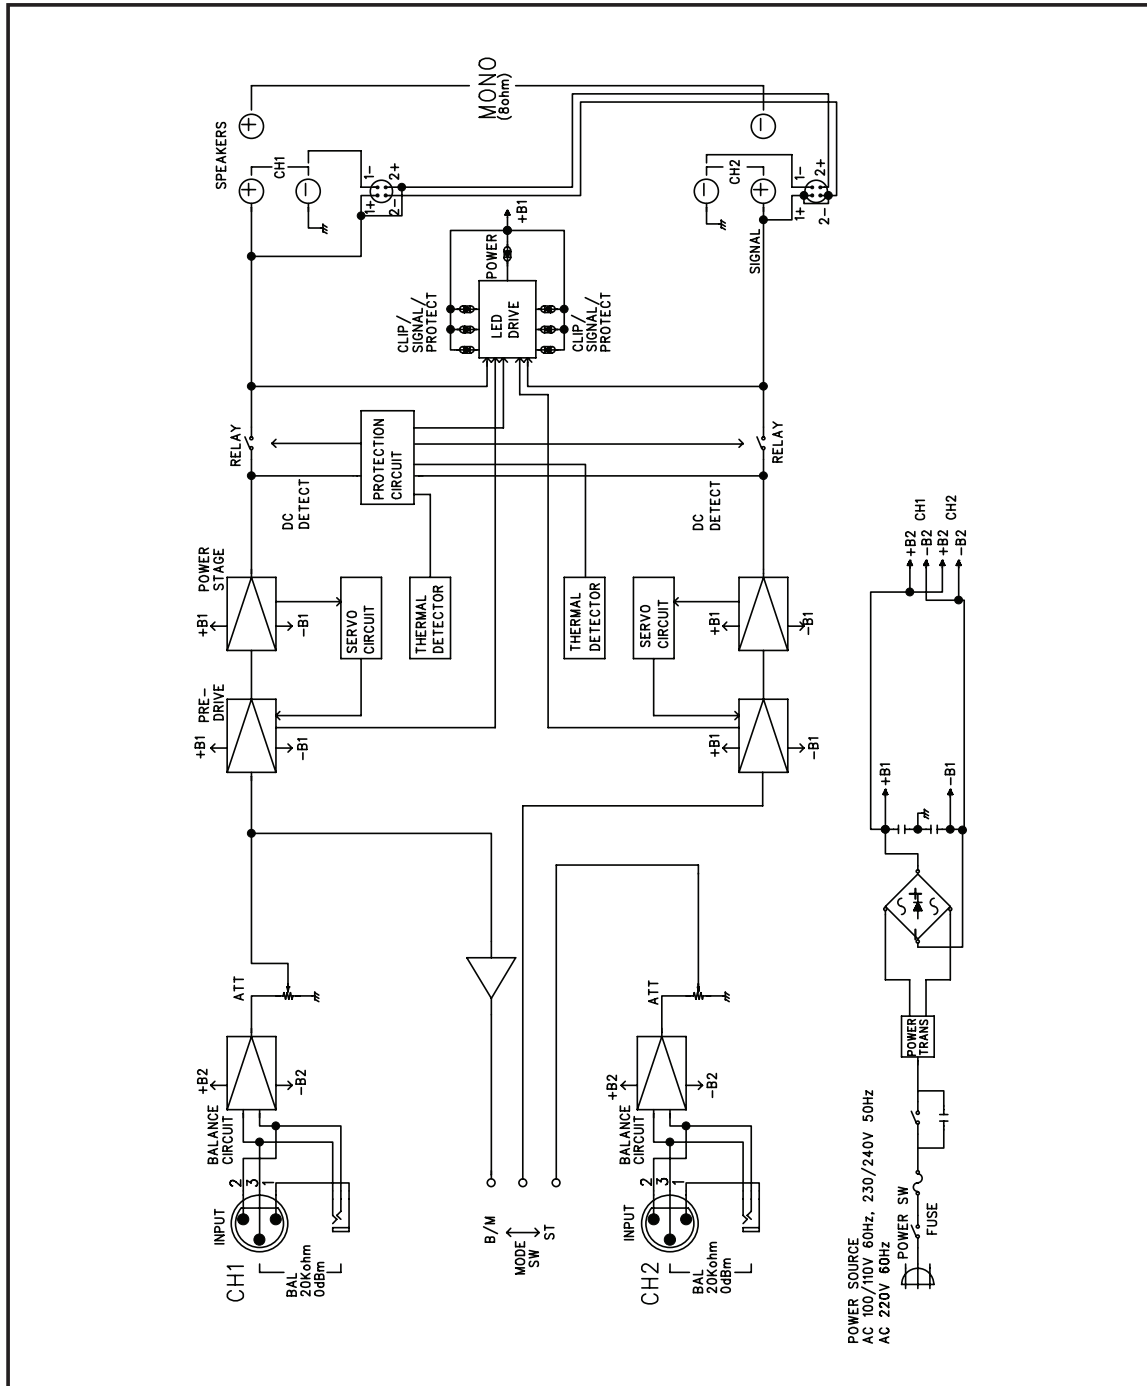 CH1
INPUT
BAL
20Kohm
0dBm
2
3
1
BALANCE
CIRCUIT
+B2
-B2
ATT
PRE-
DRIVE
+B1
-B1
POWER
STAGE
+B1
-B1
SERVO
CIRCUIT
THERMAL
DETECTOR
DC
DETECT
PROTECTION
CIRCUIT
RELAY
SPEAKERS
+
CH1
+
-
1-
2+
1+
2-
CLIP/
SIGNAL/
PROTECT
LED
DRIVE
POWER
+B1
CLIP/
SIGNAL/
PROTECT
MONO
(8ohm)
B/M
MODE
SW
ST
CH2
INPUT
BAL
20Kohm
0dBm
2
3
1
BALANCE
CIRCUIT
+B2
-B2
ATT
+B1
-B1
THERMAL
DETECTOR
SERVO
CIRCUIT
+B1
-B1
DC
DETECT
RELAY
SIGNAL
-
CH2
-
+
1-
2+
1+
2-
POWER SOURCE
AC 100/110V 60Hz, 230/240V 50Hz
AC 220V 60Hz
POWER SW
FUSE
POWER
TRANS
+
-
+B1
-B1
+B2
-B2
CH1
+B2
-B2
CH2